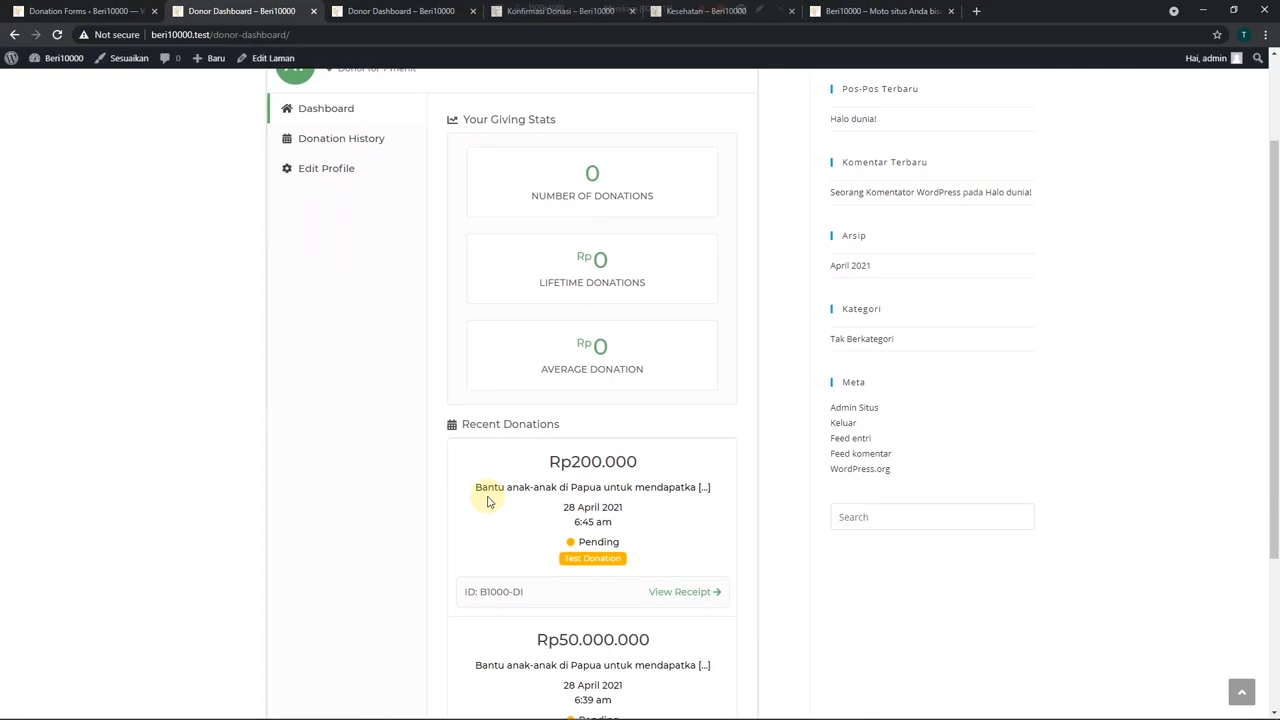 Donation Forms ‹ Beri10000 — W
Donor Dashboard – Beri10000
Donor Dashboard – Beri10000
Konfirmasi Donasi – Beri10000
Kesehatan – Beri10000
Beri10000 – Moto situs Anda bis
Not secure
beri10000.test/donor-dashboard/
Beri10000
Sesuaikan
0
Baru
Edit Laman
Hai, admin
Dashboard
Donation History
Edit Profile
Your Giving Stats
0
NUMBER OF DONATIONS
Rp0
LIFETIME DONATIONS
Rp0
AVERAGE DONATION
Recent Donations
Rp200.000
Bantu anak-anak di Papua untuk mendapatka [...]
28 April 2021
6:45 am
Pending
Test Donation
ID: B1000-DI
View Receipt
Rp50.000.000
Bantu anak-anak di Papua untuk mendapatka [...]
28 April 2021
6:39 am
Pos-Pos Terbaru
Halo dunia!
Komentar Terbaru
Seorang Komentator WordPress pada Halo dunia!
Arsip
April 2021
Kategori
Tak Berkategori
Meta
Admin Situs
Keluar
Feed entri
Feed komentar
WordPress.org
Search